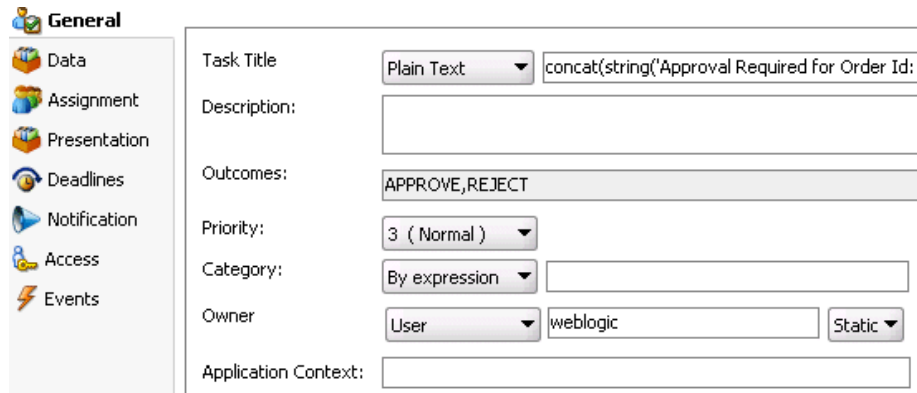 General
Data
Assignment
Presentation
Deadlines
Notification
Access
Events
Task Title Plain Text concat(string('Approval Required for Order Id:
Description:
Outcomes: APPROVE,REJECT
Priority: 3 ( Normal )
Category: By expression
Owner User weblogic Static
Application Context: